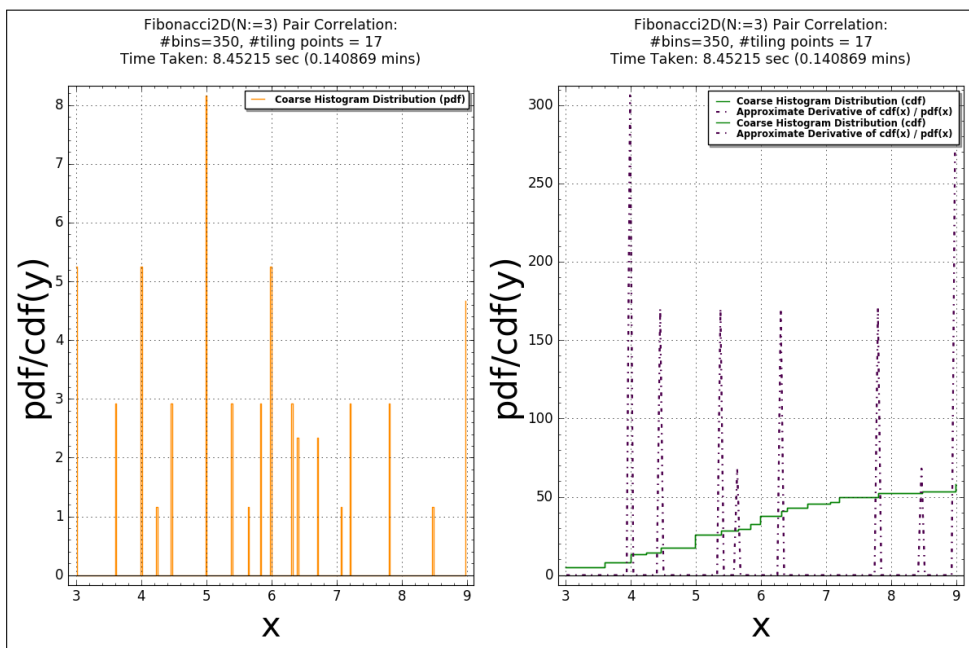 Fibonacci2D(N:=3) Pair Correlation:
#bins=350, #tiling points = 17
Time Taken: 8.45215 sec (0.140869 mins)
Coarse Histogram Distribution (pdf)
8
7
6
5
4
3
2
1
0
pdf/cdf(y)
3 4 5 6 7 8 9
x
Fibonacci2D(N:=3) Pair Correlation:
#bins=350, #tiling points = 17
Time Taken: 8.45215 sec (0.140869 mins)
Coarse Histogram Distribution (cdf)
Approximate Derivative of cdf(x) / pdf(x)
Coarse Histogram Distribution (cdf)
Approximate Derivative of cdf(x) / pdf(x)
300
250
200
150
100
50
0
pdf/cdf(y)
3 4 5 6 7 8 9
x